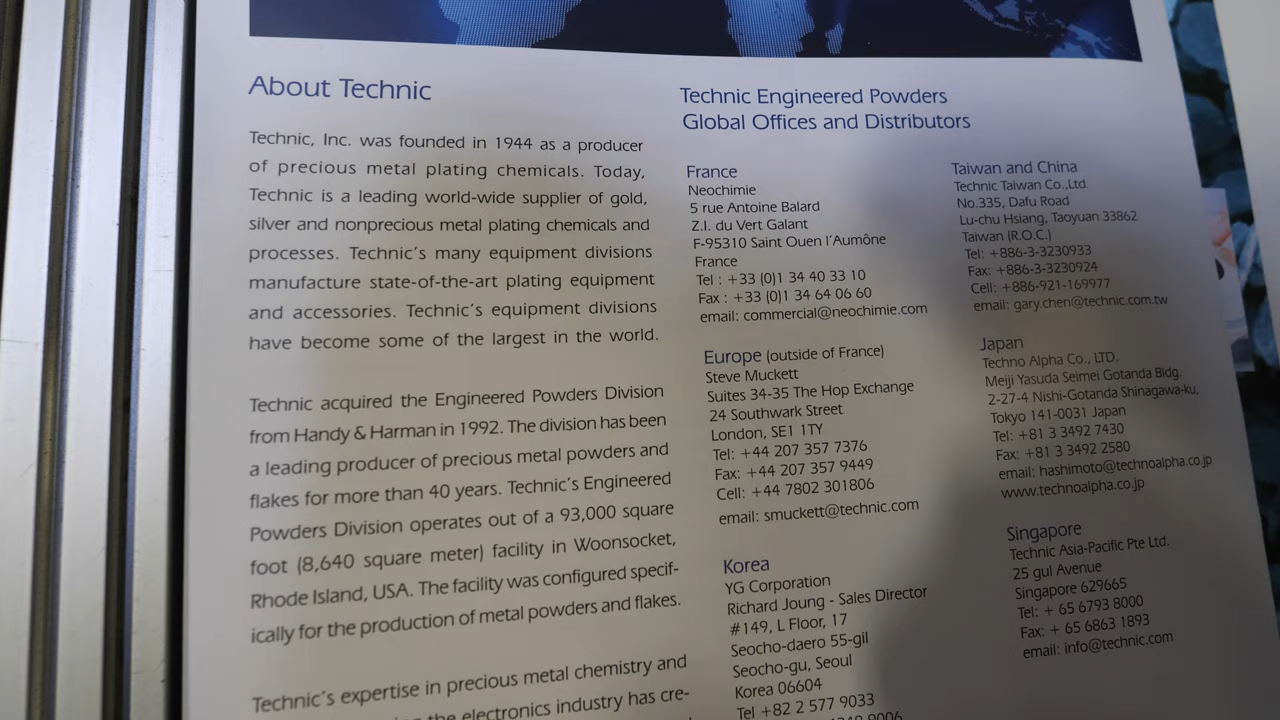 About Technic
Technic, Inc. was founded in 1944 as a producer
of precious metal plating chemicals. Today,
Technic is a leading world-wide supplier of gold,
silver and nonprecious metal plating chemicals and
processes. Technic's many equipment divisions
manufacture state-of-the-art plating equipment
and accessories. Technic's equipment divisions
have become some of the largest in the world.
Technic acquired the Engineered Powders Division
from Handy & Harman in 1992. The division has been
a leading producer of precious metal powders and
flakes for more than 40 years. Technic's Engineered
Powders Division operates out of a 93,000 square
foot (8,640 square meter) facility in Woonsocket,
Rhode Island, USA. The facility was configured specif-
ically for the production of metal powders and flakes.
Technic's expertise in precious metal chemistry and
the electronics industry has cre-
Technic Engineered Powders
Global Offices and Distributors
France
Neochimie
5 rue Antoine Balard
Z.I. du Vert Galant
F-95310 Saint Ouen l'Aumône
France
Tel : +33 (0)1 34 40 33 10
Fax : +33 (0)1 34 64 06 60
email: commercial@neochimie.com
Europe (outside of France)
Steve Muckett
Suites 34-35 The Hop Exchange
24 Southwark Street
London, SE1 1TY
Tel: +44 207 357 7376
Fax: +44 207 357 9449
Cell: +44 7802 301806
email: smuckett@technic.com
Korea
YG Corporation
Richard Joung - Sales Director
#149, L Floor, 17
Seocho-daero 55-gil
Seocho-gu, Seoul
Korea 06604
Tel +82 2 577 9033
Taiwan and China
Technic Taiwan Co.,Ltd.
No.335, Dafu Road
Lu-chu Hsiang, Taoyuan 33862
Taiwan (R.O.C.)
Tel: +886-3-3230933
Fax: +886-3-3230924
Cell: +886-921-169977
email: gary.chen@technic.com.tw
Japan
Techno Alpha Co., LTD.
Meiji Yasuda Seimei Gotanda Bldg.
2-27-4 Nishi-Gotanda Shinagawa-ku,
Tokyo 141-0031 Japan
Tel: +81 3 3492 7430
Fax: +81 3 3492 2580
email: hashimoto@technoalpha.co.jp
www.technoalpha.co.jp
Singapore
Technic Asia-Pacific Pte Ltd.
25 gul Avenue
Singapore 629665
Tel: + 65 6793 8000
Fax: + 65 6863 1893
email: info@technic.com